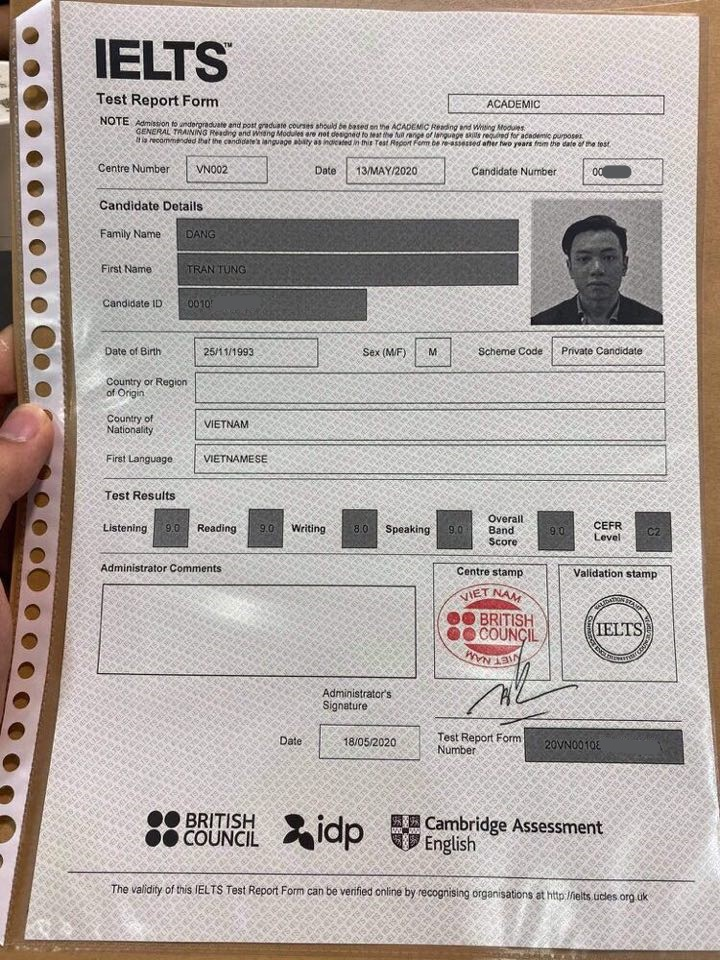 IELTS™
Test Report Form
ACADEMIC
NOTE Admission to undergraduate and post graduate courses should be based on the ACADEMIC Reading and Writing Modules.
GENERAL TRAINING Reading and Writing Modules are not designed to test the full range of language skills required for academic purposes.
It is recommended that the candidate's language ability as indicated in this Test Report Form be re-assessed after two years from the date of the test.
Centre Number VN002 Date 13/MAY/2020 Candidate Number 00
Candidate Details
Family Name DANG
First Name TRAN TUNG
Candidate ID 0010
Date of Birth 25/11/1993 Sex (M/F) M Scheme Code Private Candidate
Country or Region
of Origin
Country of
Nationality VIETNAM
First Language VIETNAMESE
Test Results
Listening 9.0 Reading 9.0 Writing 8.0 Speaking 9.0 Overall Band Score 9.0 CEFR Level C2
Administrator Comments
Centre stamp
Validation stamp
VIET NAM
BRITISH
COUNCIL
VIET NAM
VALIDATION STAMP
IELTS
Administrator's
Signature
Date 18/05/2020
Test Report Form
Number 20VN00108
BRITISH
COUNCIL
idp
Cambridge Assessment
English
The validity of this IELTS Test Report Form can be verified online by recognising organisations at http://ielts.ucles.org.uk